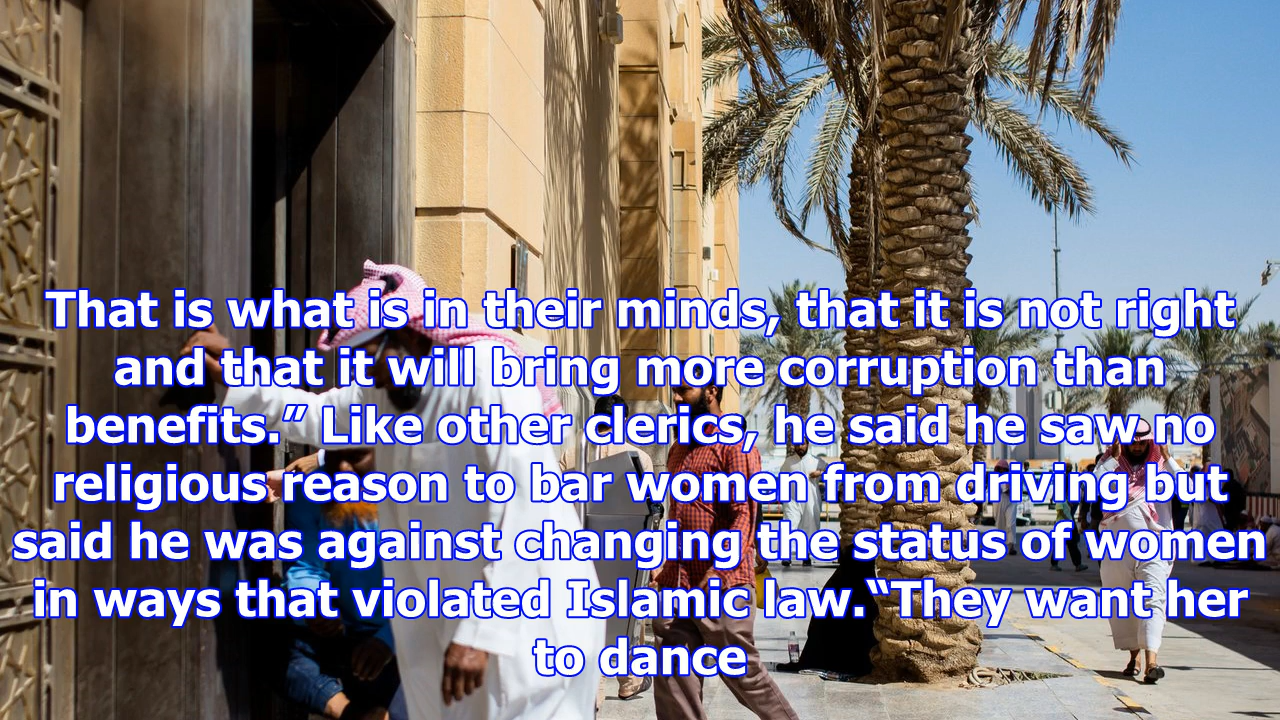 That is what is in their minds, that it is not right
and that it will bring more corruption than
benefits.” Like other clerics, he said he saw no
religious reason to bar women from driving but
said he was against changing the status of women
in ways that violated Islamic law.“They want her
to dance